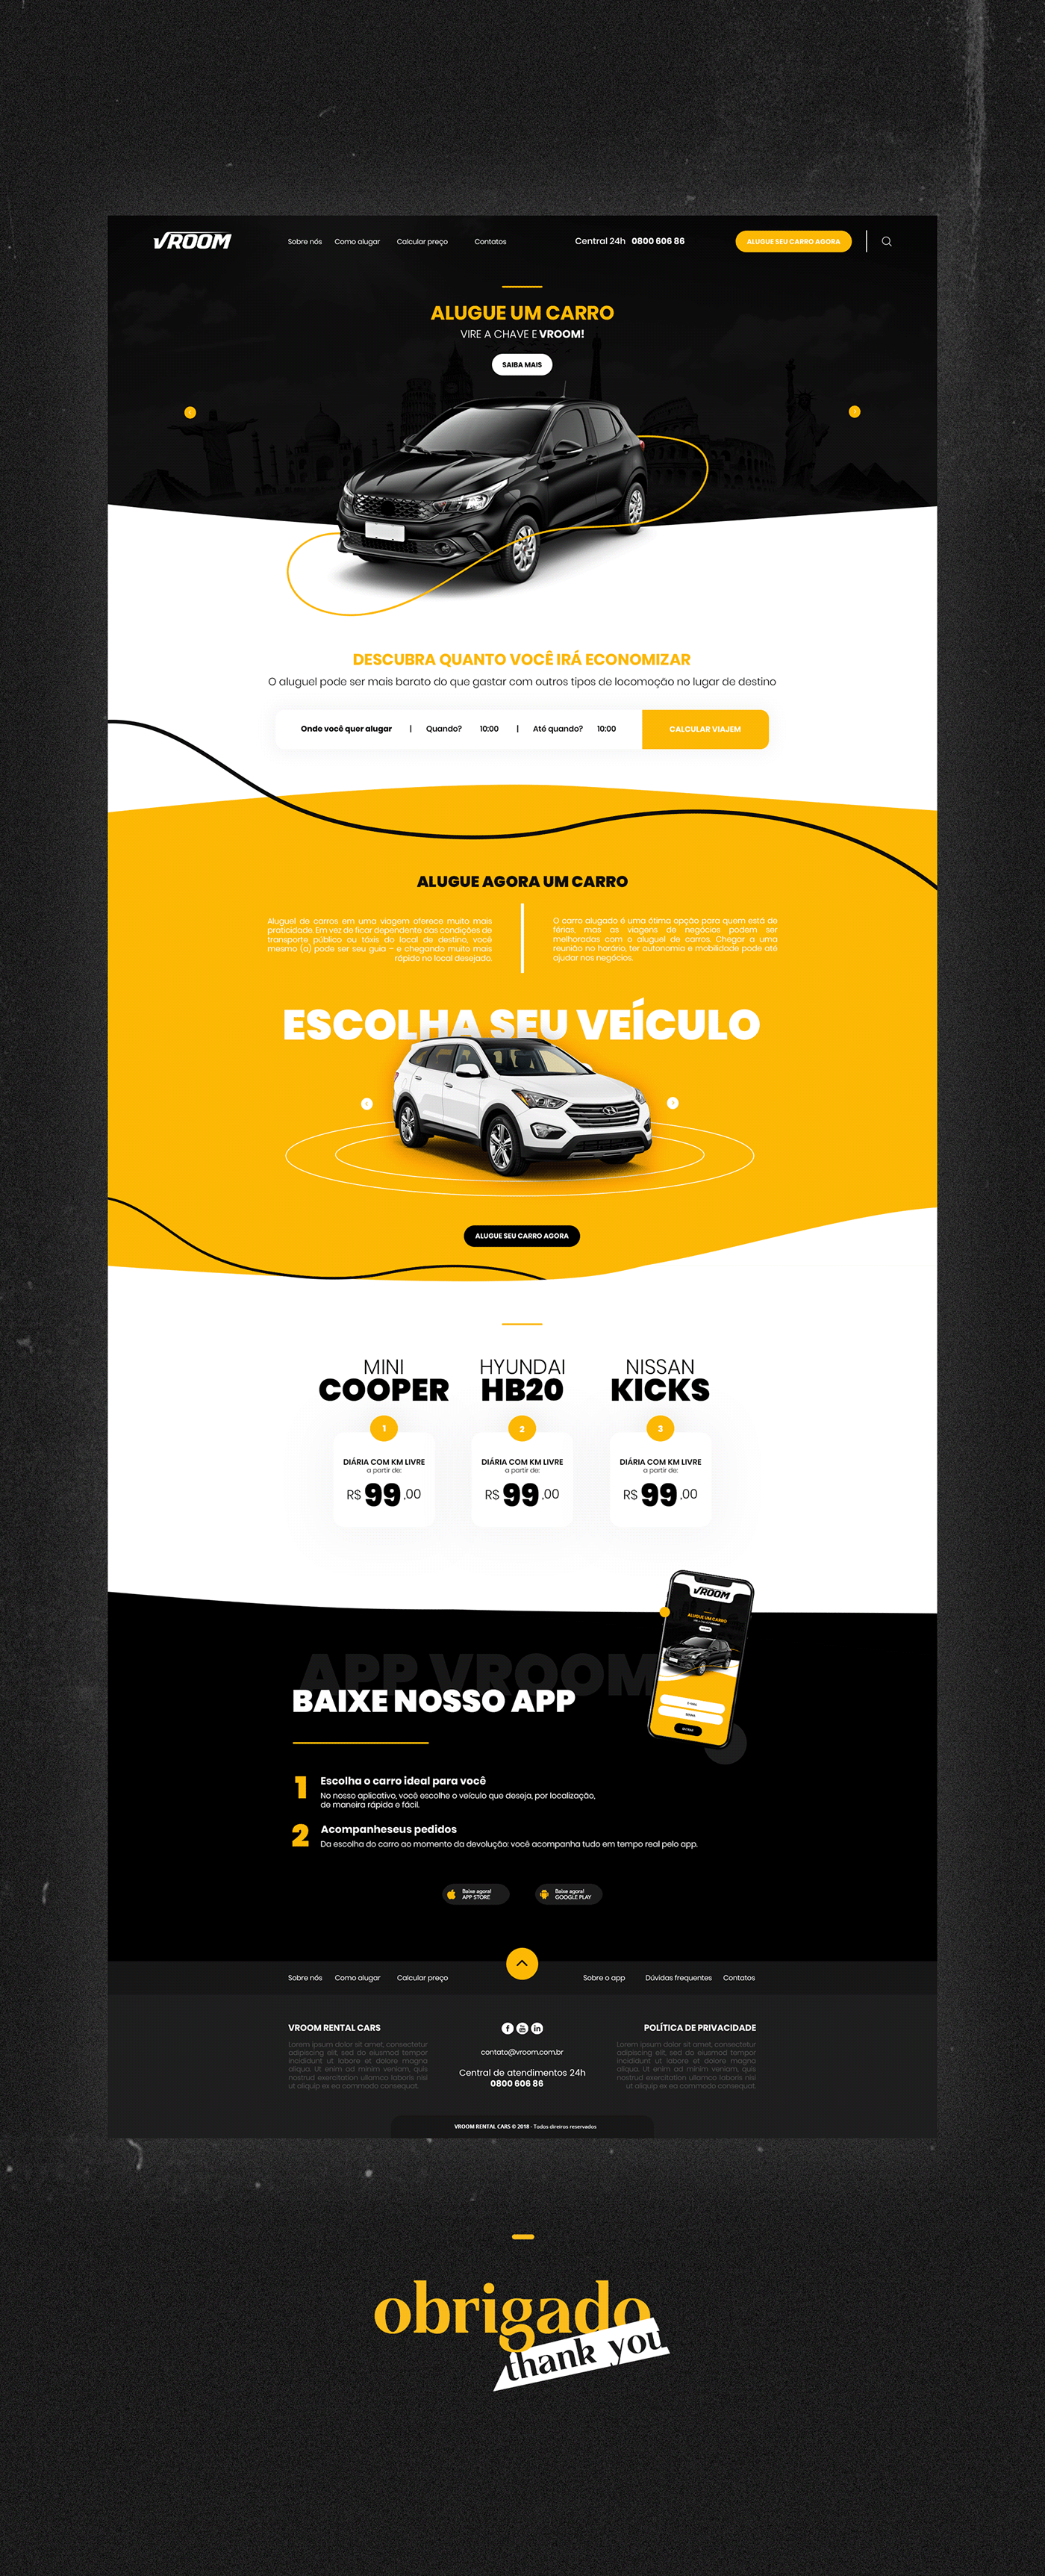 VROOM
Sobre nós Como alugar Calcular preço Contatos Central 24h 0800 606 86 ALUGUE SEU CARRO AGORA
ALUGUE UM CARRO
VIRE A CHAVE E VROOM!
SAIBA MAIS
DESCUBRA QUANTO VOCÊ IRÁ ECONOMIZAR
O aluguel pode ser mais barato do que gastar com outros tipos de locomoção no lugar de destino
Onde você quer alugar | Quando? 10:00 | Até quando? 10:00 CALCULAR VIAJEM
ALUGUE AGORA UM CARRO
Aluguel de carros em uma viagem oferece muito mais
praticidade. Em vez de ficar dependente das condições de
transporte público ou táxis do local de destino, você
mesmo (a) pode ser seu guia – e chegando muito mais
rápido no local desejado.
O carro alugado é uma ótima opção para quem está de
férias, mas as viagens de negócios podem ser
melhoradas com o aluguel de carros. Chegar a uma
reunião no horário, ter autonomia e mobilidade pode até
ajudar nos negócios.
ESCOLHA SEU VEÍCULO
ALUGUE SEU CARRO AGORA
MINI
COOPER
1
DIÁRIA COM KM LIVRE
a partir de:
R$ 99,00
HYUNDAI
HB20
2
DIÁRIA COM KM LIVRE
a partir de:
R$ 99,00
NISSAN
KICKS
3
DIÁRIA COM KM LIVRE
a partir de:
R$ 99,00
VROOM
ALUGUE UM CARRO
APP VROOM
BAIXE NOSSO APP
1 Escolha o carro ideal para você
No nosso aplicativo, você escolhe o veículo que deseja, por localização,
de maneira rápida e fácil.
2 Acompanheseus pedidos
Da escolha do carro ao momento da devolução: você acompanha tudo em tempo real pelo app.
Baixe agora!
APP STORE
Baixe agora!
GOOGLE PLAY
Sobre nós Como alugar Calcular preço Sobre o app Dúvidas frequentes Contatos
VROOM RENTAL CARS
Lorem ipsum dolor sit amet, consectetur
adipiscing elit, sed do eiusmod tempor
incididunt ut labore et dolore magna
aliqua. Ut enim ad minim veniam, quis
nostrud exercitation ullamco laboris nisi
ut aliquip ex ea commodo consequat.
contato@vroom.com.br
Central de atendimentos 24h
0800 606 86
POLÍTICA DE PRIVACIDADE
Lorem ipsum dolor sit amet, consectetur
adipiscing elit, sed do eiusmod tempor
incididunt ut labore et dolore magna
aliqua. Ut enim ad minim veniam, quis
nostrud exercitation ullamco laboris nisi
ut aliquip ex ea commodo consequat.
VROOM RENTAL CARS © 2018 - Todos direiros reservados
obrigado
thank you